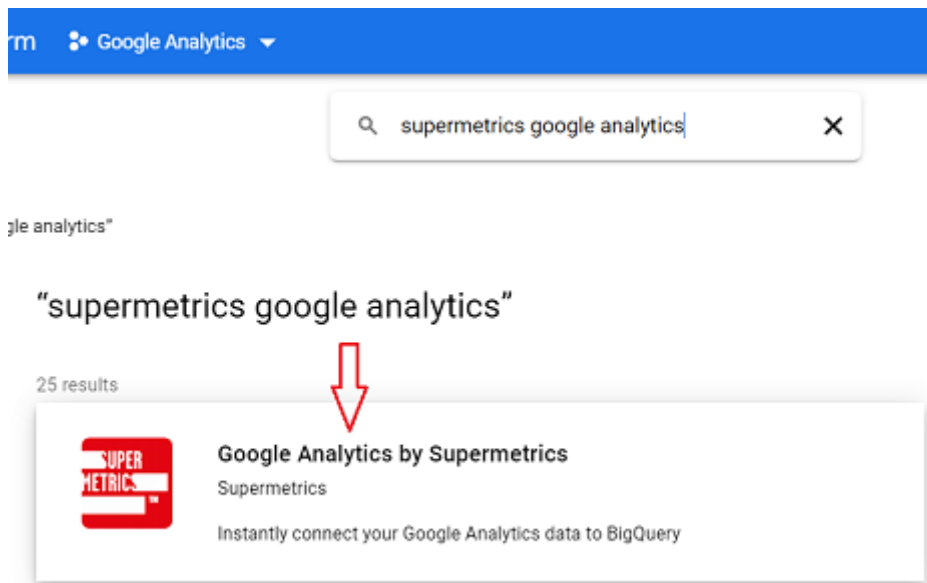 rm Google Analytics
supermetrics google analytics
gle analytics”
“supermetrics google analytics”
25 results
SUPER
METRICS
TM
Google Analytics by Supermetrics
Supermetrics
Instantly connect your Google Analytics data to BigQuery